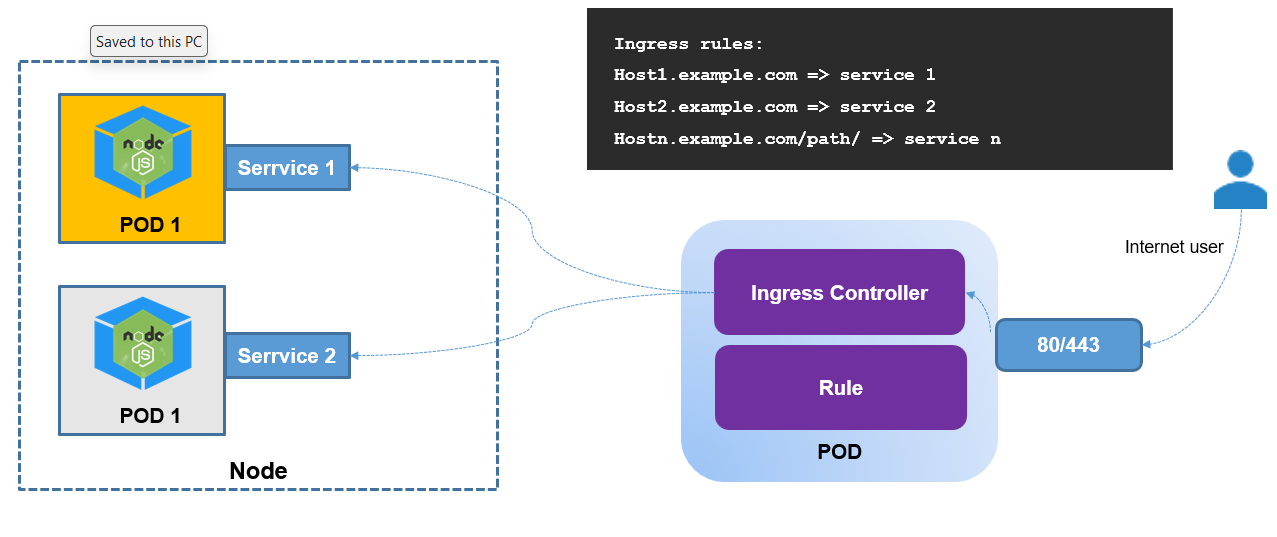 Saved to this PC
Ingress rules:
Host1.example.com => service 1
Host2.example.com => service 2
Hostn.example.com/path/ => service n
node
JS
POD 1
Serrvice 1
node
JS
POD 1
Serrvice 2
Node
Ingress Controller
Rule
POD
80/443
Internet user